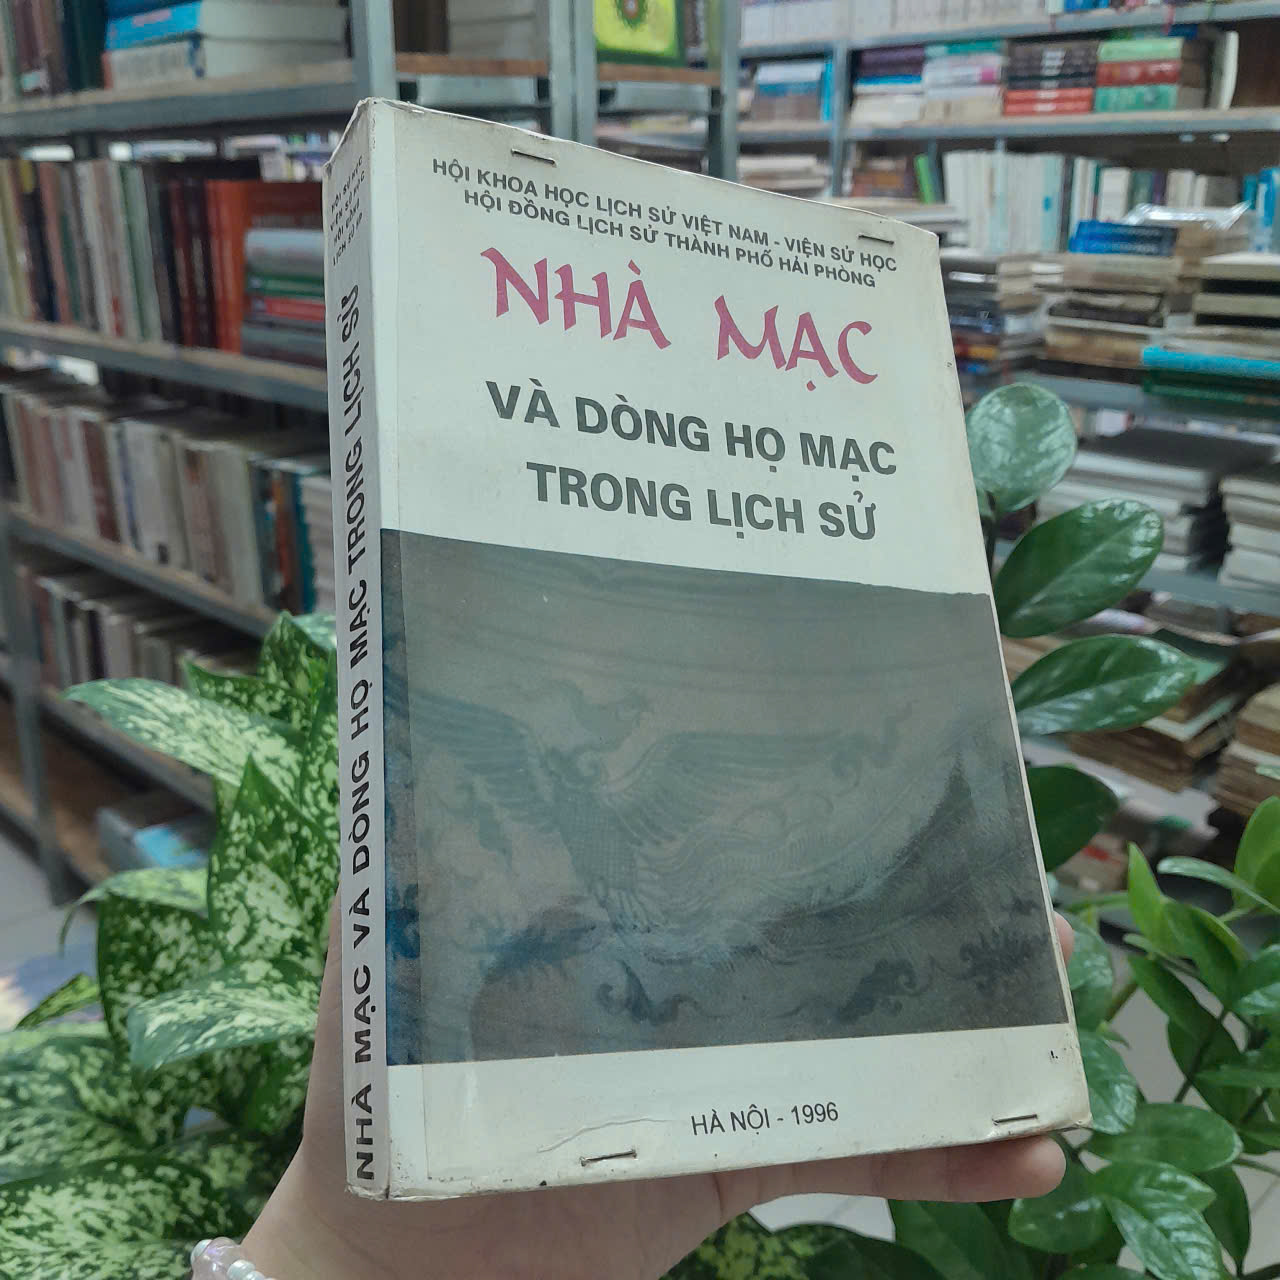 HỘI KHOA HỌC LỊCH SỬ VIỆT NAM - VIỆN SỬ HỌC
HỘI ĐỒNG LỊCH SỬ THÀNH PHỐ HẢI PHÒNG
NHÀ MẠC
VÀ DÒNG HỌ MẠC
TRONG LỊCH SỬ
HÀ NỘI - 1996
NHÀ MẠC VÀ DÒNG HỌ MẠC TRONG LỊCH SỬ